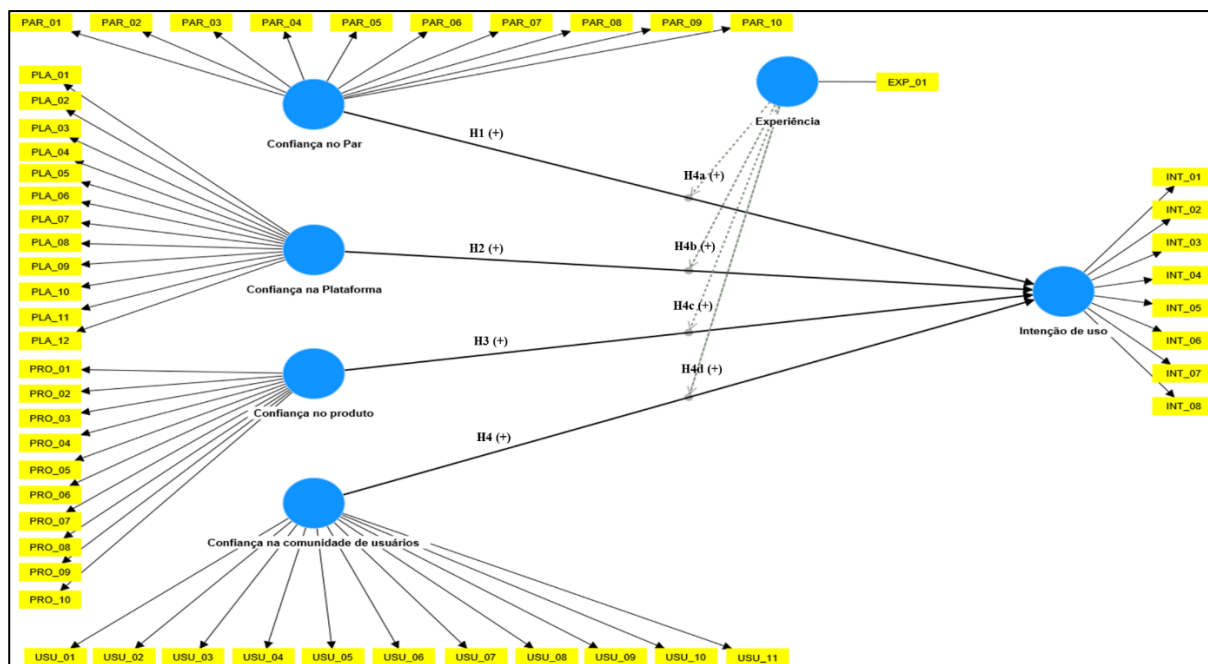 PAR_01
PAR_02
PAR_03
PAR_04
PAR_05
PAR_06
PAR_07
PAR_08
PAR_09
PAR_10
PLA_01
PLA_02
PLA_03
PLA_04
PLA_05
PLA_06
PLA_07
PLA_08
PLA_09
PLA_10
PLA_11
PLA_12
PRO_01
PRO_02
PRO_03
PRO_04
PRO_05
PRO_06
PRO_07
PRO_08
PRO_09
PRO_10
Confiança no Par
Confiança na Plataforma
Confiança no produto
Confiança na comunidade de usuários
H1 (+)
H2 (+)
H3 (+)
H4 (+)
EXP_01
Experiência
H4a (+)
H4b (+)
H4c (+)
H4d (+)
Intenção de uso
INT_01
INT_02
INT_03
INT_04
INT_05
INT_06
INT_07
INT_08
USU_01
USU_02
USU_03
USU_04
USU_05
USU_06
USU_07
USU_08
USU_09
USU_10
USU_11